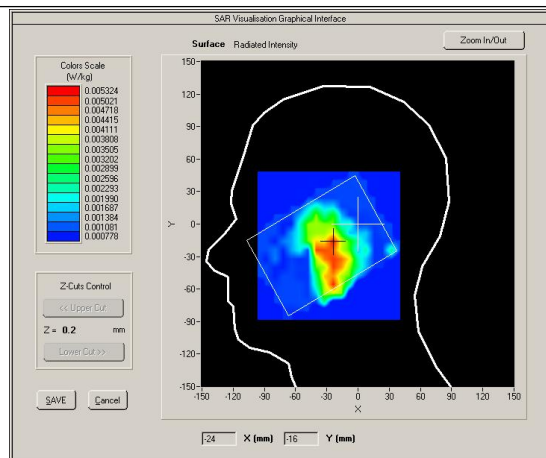 SAR Visualisation Graphical Interface
Surface Radiated Intensity
Zoom In/Out
Colors Scale
(W/kg)
0.005324
0.005021
0.004718
0.004415
0.004111
0.003808
0.003505
0.003202
0.002899
0.002596
0.002293
0.001990
0.001687
0.001384
0.001081
0.000778
150
120
90
60
30
0
-30
-60
-90
-120
-150
Y
-150 -120 -90 -60 -30 0 30 60 90 120 150
X
Z-Cuts Control
<< Upper Cut
Z = 0.2 mm
Lower Cut >>
SAVE Cancel
-24 X (mm) -16 Y (mm)